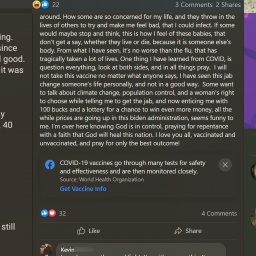 22
3 Comments 2 Shares
around. How some are so concerned for my life, and they throw in the
lives of others to try and make me feel bad, that I could infect. If some
would maybe stop and think, this is how I feel of these babies, that
don't get a say, whether they live or die, because it is someone else's
body. From what I have seen, it's no worse than the flu, that has
tragically taken a lot of lives. One thing I have learned from COVID, is
question everything, look at both sides, and in all things pray. I will
not take this vaccine no matter what anyone says, I have seen this jab
change someone's life personally, and not in a good way. Some want
to talk about climate change, population control, and a woman's right
to choose while telling me to get the jab, and now enticing me with
100 bucks and a lottery for a chance to win even more money, all the
while prices are going up in this biden administration, seems funny to
me. I'm over here knowing God is in control, praying for repentance
with a faith that God will heal this nation. I love you all, vaccinated and
unvaccinated, and pray for only the best outcome!
COVID-19 vaccines go through many tests for safety
and effectiveness and are then monitored closely.
Source: World Health Organization
Get Vaccine Info
32
4 Comments
Like
Share
Kevin
ing.
since
l good.
it was
40
still